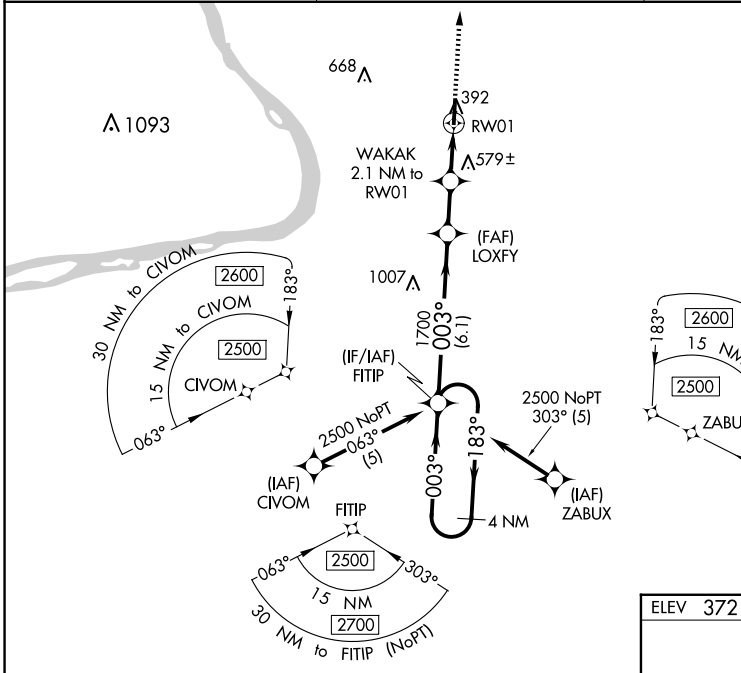 668
392
1093
RW01
WAKAK
2.1 NM to
RW01
579±
(FAF)
LOXFY
1007
30 NM to CIVOM
2600
183°
15 NM to CIVOM
2500
CIVOM
063°
1700
003°
(6.1)
(IF/IAF)
FITIP
2500 NoPT
063°
(5)
2500 NoPT
303° (5)
183°
003°
(IAF)
CIVOM
(IAF)
ZABUX
4 NM
FITIP
063°
2500
303°
15 NM
2700
30 NM to FITIP (NoPT)
183°
2600
15 NM
2500
ZABU
ELEV 372